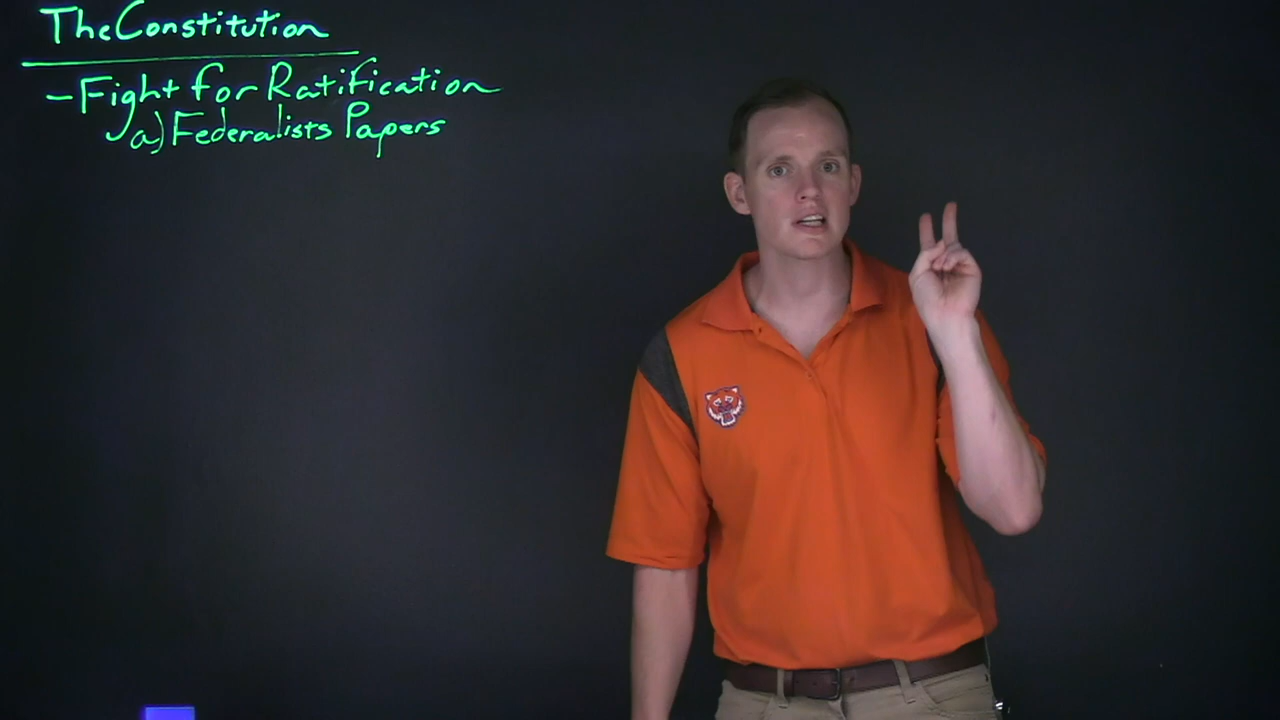 The Constitution
- Fight for Ratification
a) Federalists Papers